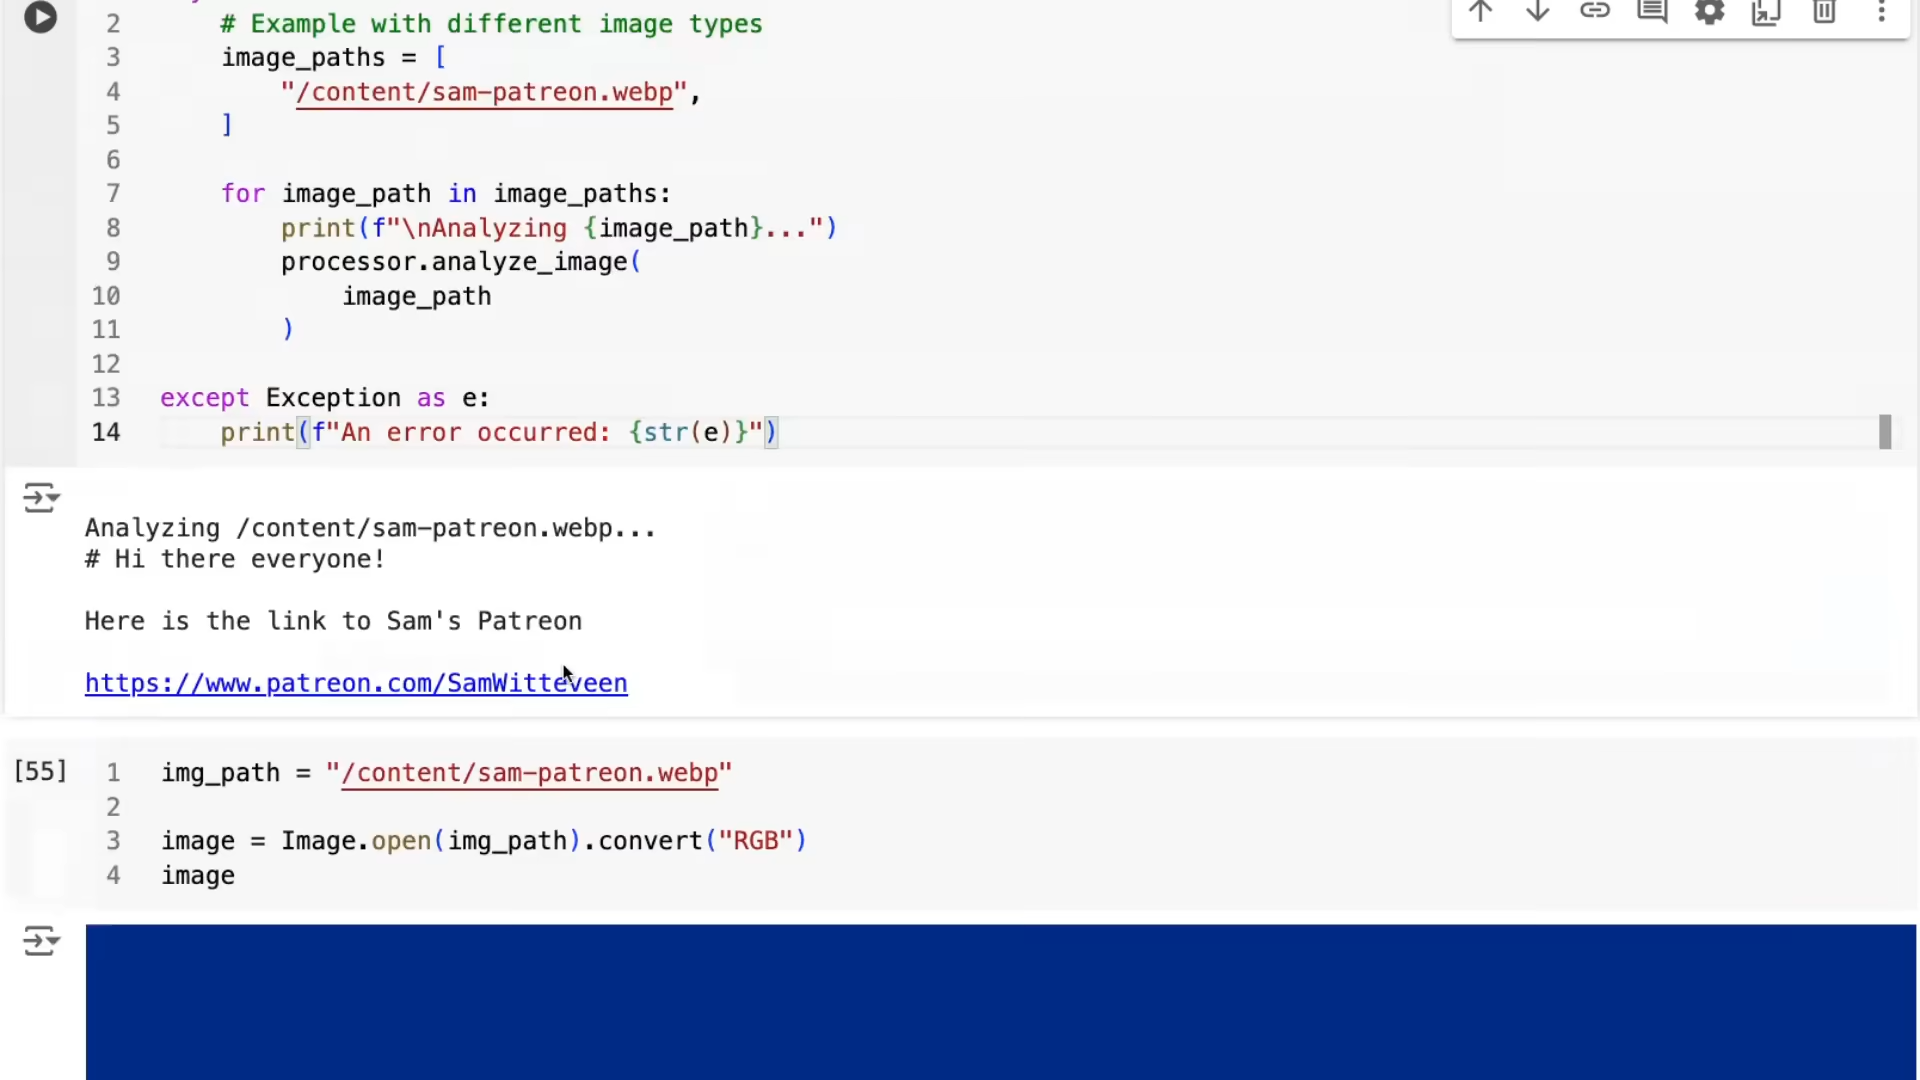 2 # Example with different image types
3 image_paths = [
4 "/content/sam-patreon.webp",
5 ]
6
7 for image_path in image_paths:
8 print(f"\nAnalyzing {image_path}...")
9 processor.analyze_image(
10 image_path
11 )
12
13 except Exception as e:
14 print(f"An error occurred: {str(e)}")
Analyzing /content/sam-patreon.webp...
# Hi there everyone!
Here is the link to Sam's Patreon
https://www.patreon.com/SamWitteveen
[55] 1 img_path = "/content/sam-patreon.webp"
2
3 image = Image.open(img_path).convert("RGB")
4 image